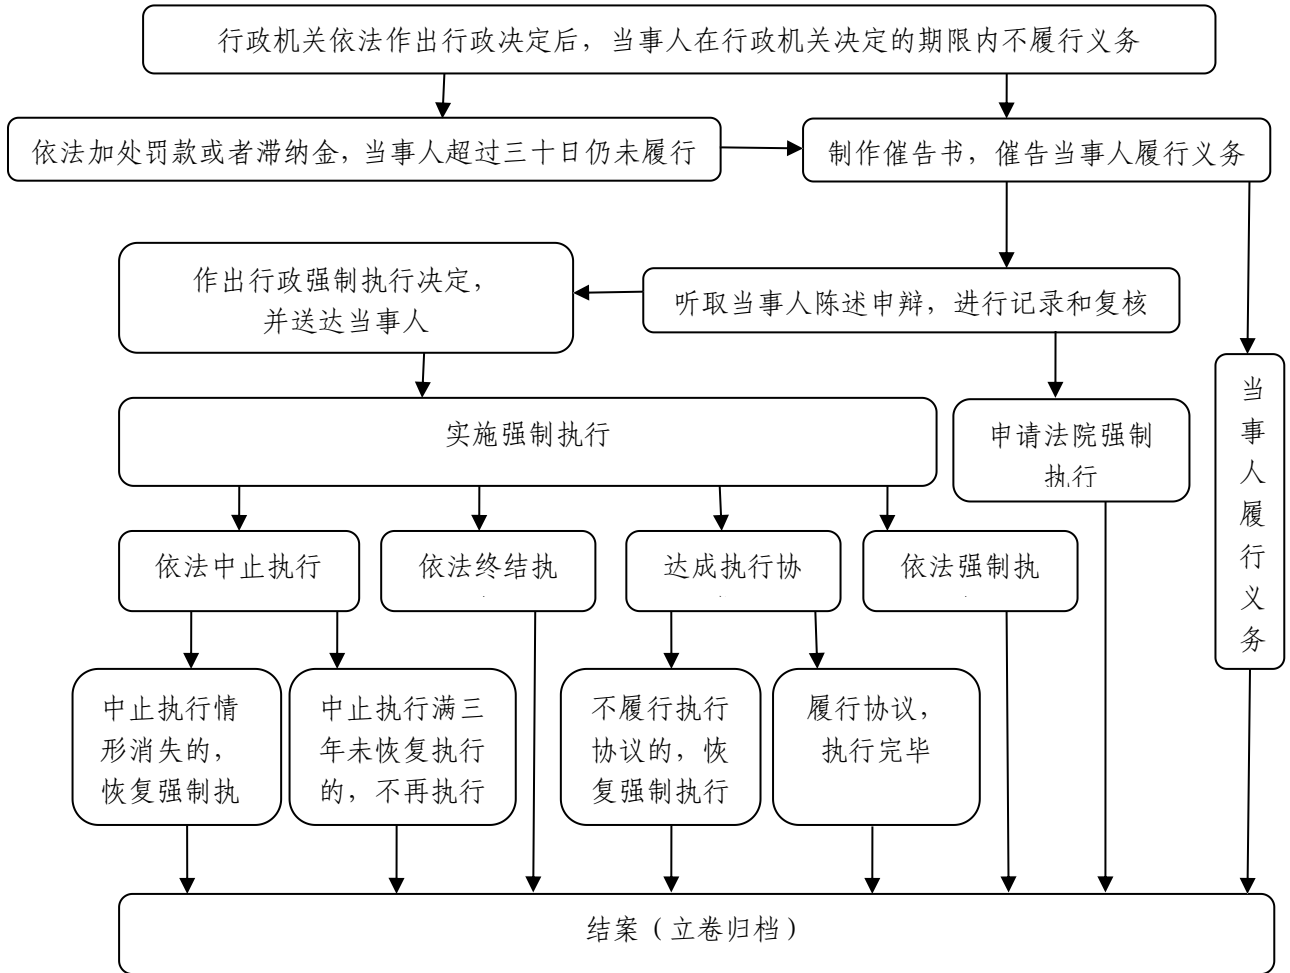 行政机关依法作出行政决定后，当事人在行政机关决定的期限内不履行义务
依法加处罚款或者滞纳金，当事人超过三十日仍未履行
制作催告书，催告当事人履行义务
作出行政强制执行决定，
并送达当事人
听取当事人陈述申辩，进行记录和复核
当事人履行义务
实施强制执行
申请法院强制
执行
依法中止执行
依法终结执
达成执行协
依法强制执
中止执行情
形消失的，
恢复强制执
中止执行满三
年未恢复执行
的，不再执行
不履行执行
协议的，恢
复强制执行
履行协议，
执行完毕
结案（立卷归档）